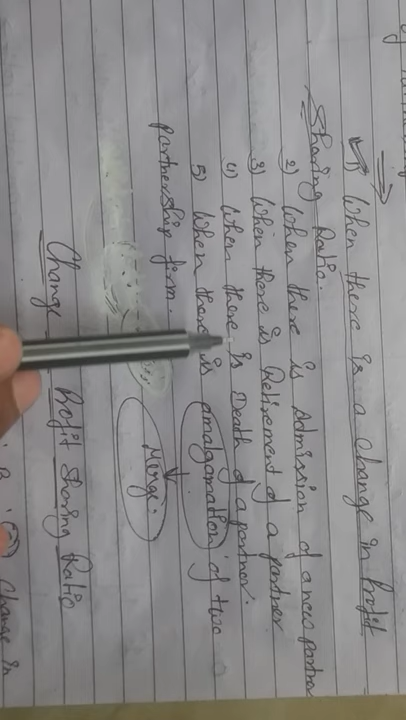 1) When there is a Change in Profit
Sharing Ratio.
2) When there is Admission of a new partner
3) When there is Retirement of a partner
4) When there is Death of a partner.
5) When there is amalgamation of two
partnership firm.
Merge.
Change Profit Sharing Ratio
Change in